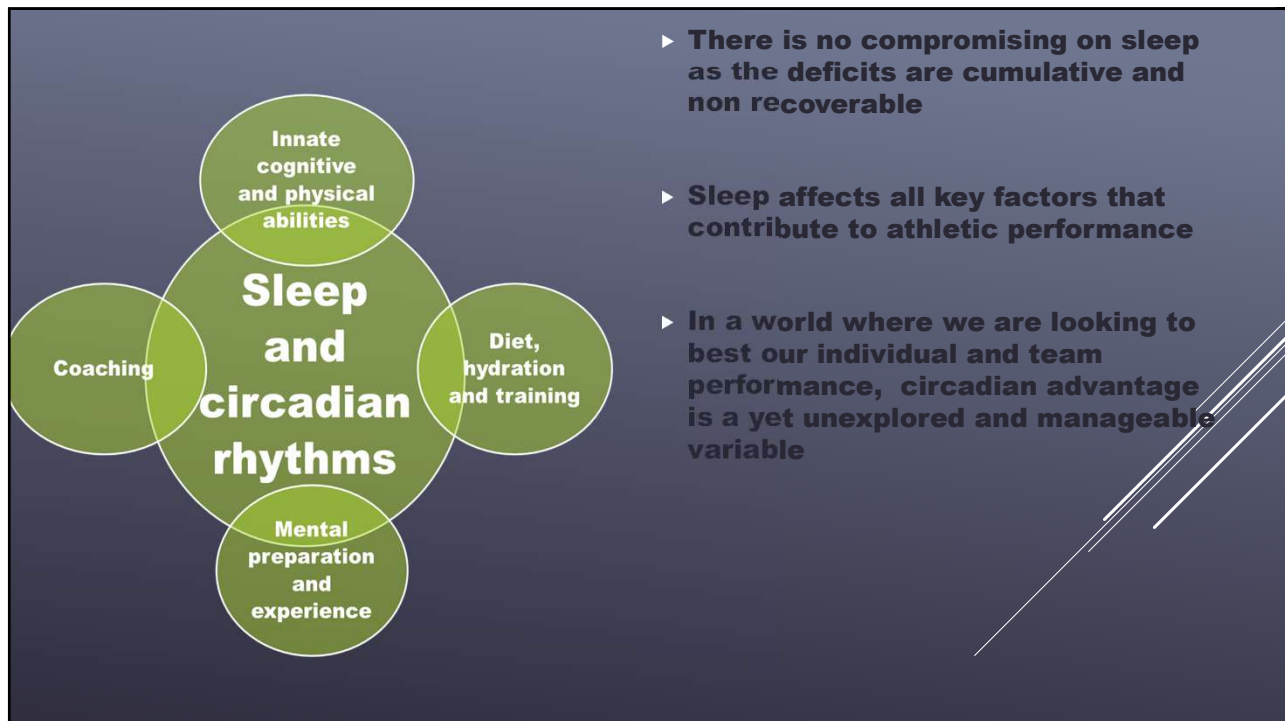 Innate
cognitive
and physical
abilities
Sleep
and
circadian
rhythms
Coaching
Diet,
hydration
and training
Mental
preparation
and
experience
There is no compromising on sleep
as the deficits are cumulative and
non recoverable
Sleep affects all key factors that
contribute to athletic performance
In a world where we are looking to
best our individual and team
performance, circadian advantage
is a yet unexplored and manageable
variable